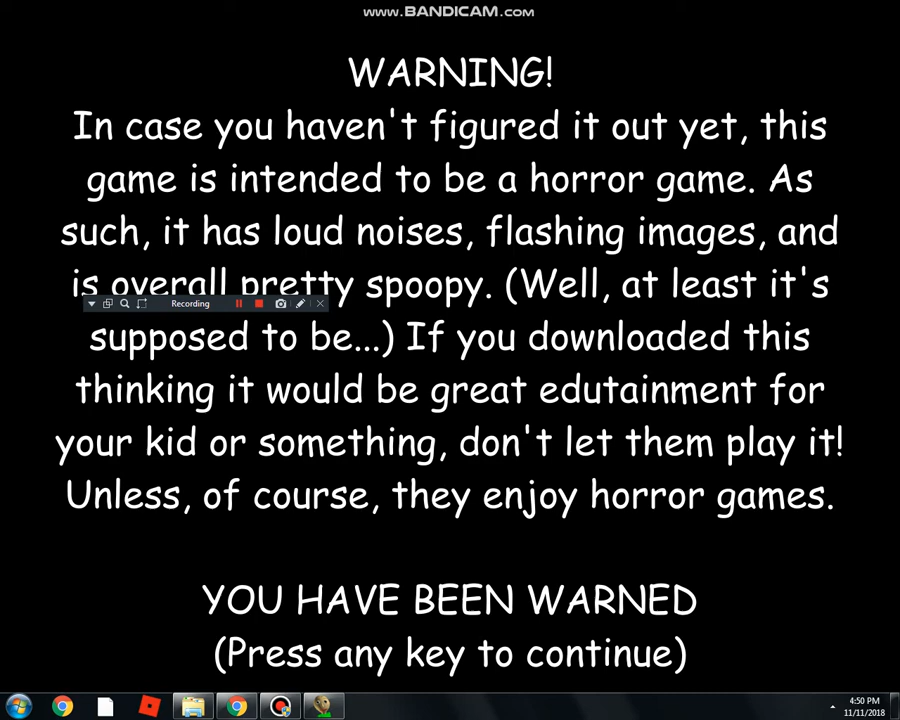 www.BANDICAM.com
WARNING!
In case you haven't figured it out yet, this
game is intended to be a horror game. As
such, it has loud noises, flashing images, and
is overall pretty spoopy. (Well, at least it's
Recording
supposed to be...) If you downloaded this
thinking it would be great edutainment for
your kid or something, don't let them play it!
Unless, of course, they enjoy horror games.
YOU HAVE BEEN WARNED
(Press any key to continue)
4:50 PM
11/11/2018